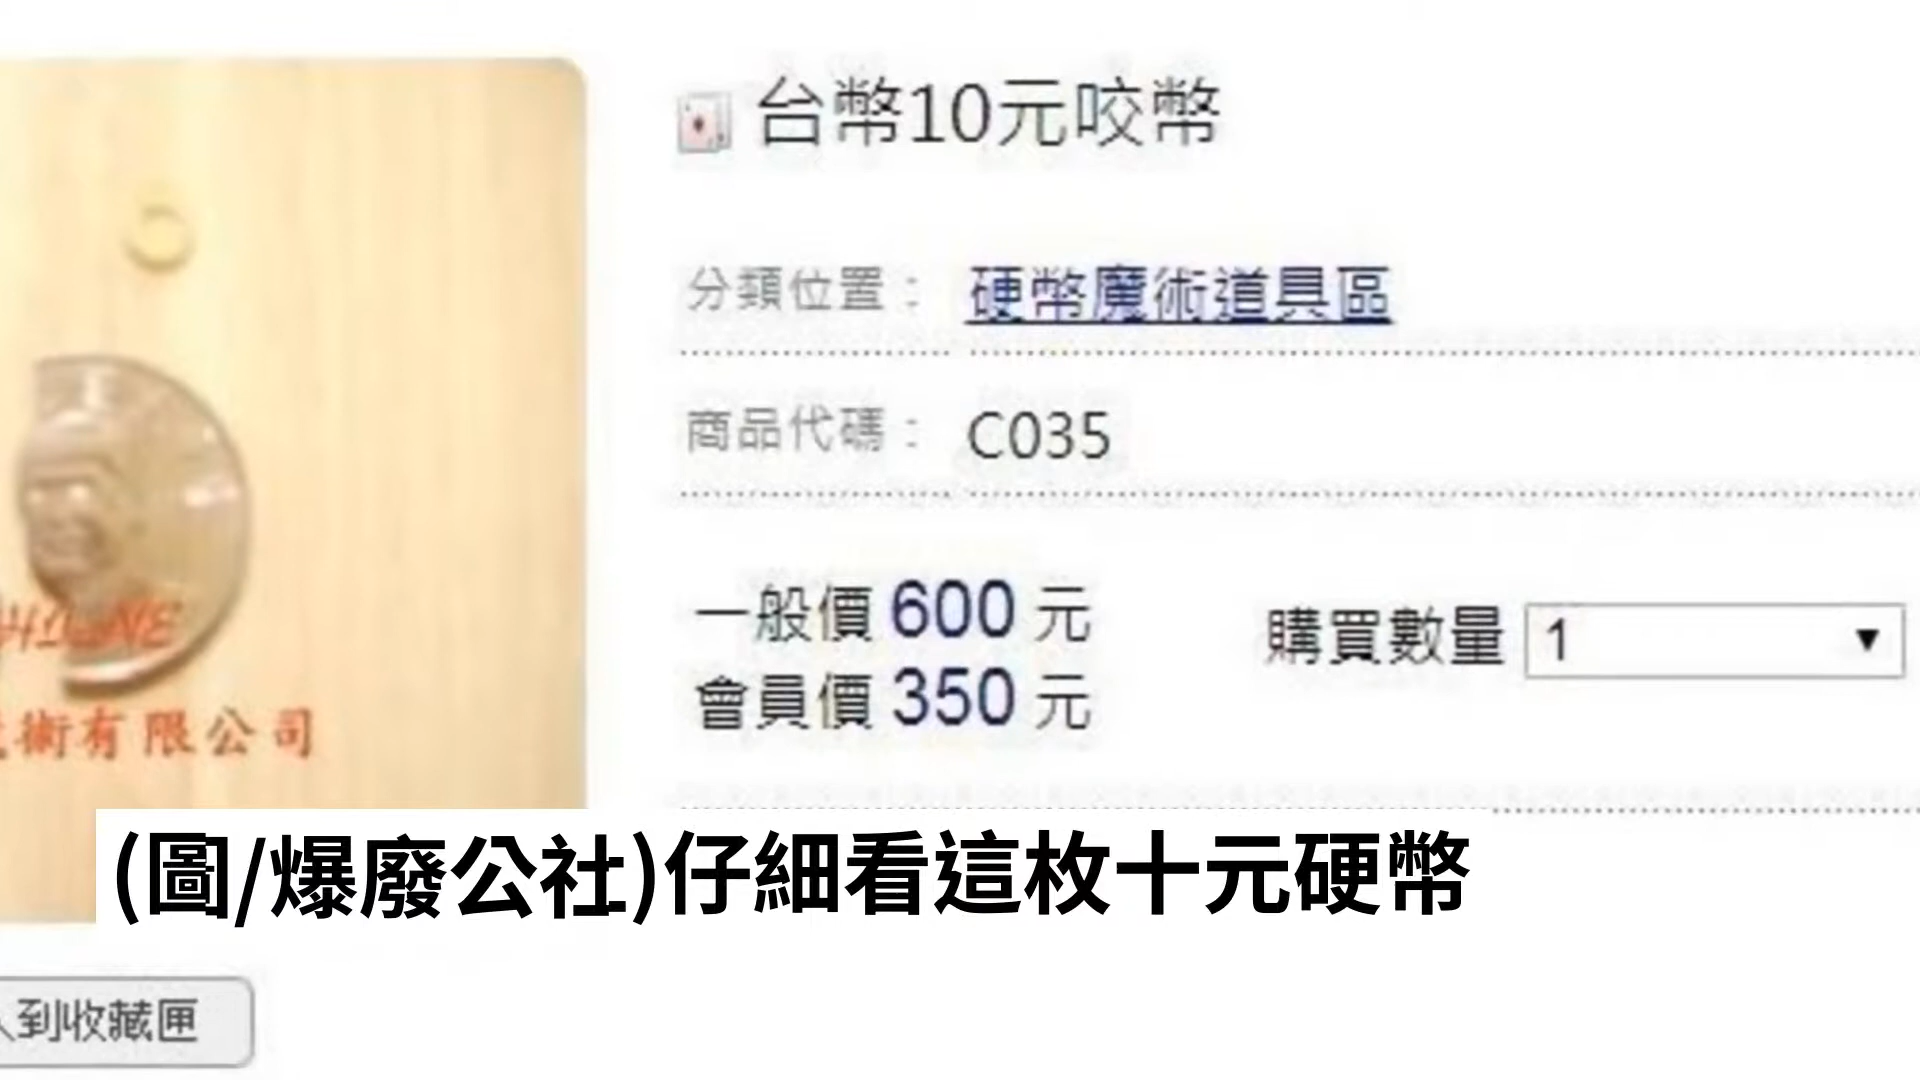 台幣10元咬幣
分類位置： 硬幣魔術道具區
商品代碼： C035
一般價 600 元
購買數量 1
會員價 350 元
術有限公司
(圖/爆廢公社)仔細看這枚十元硬幣
到收藏匣